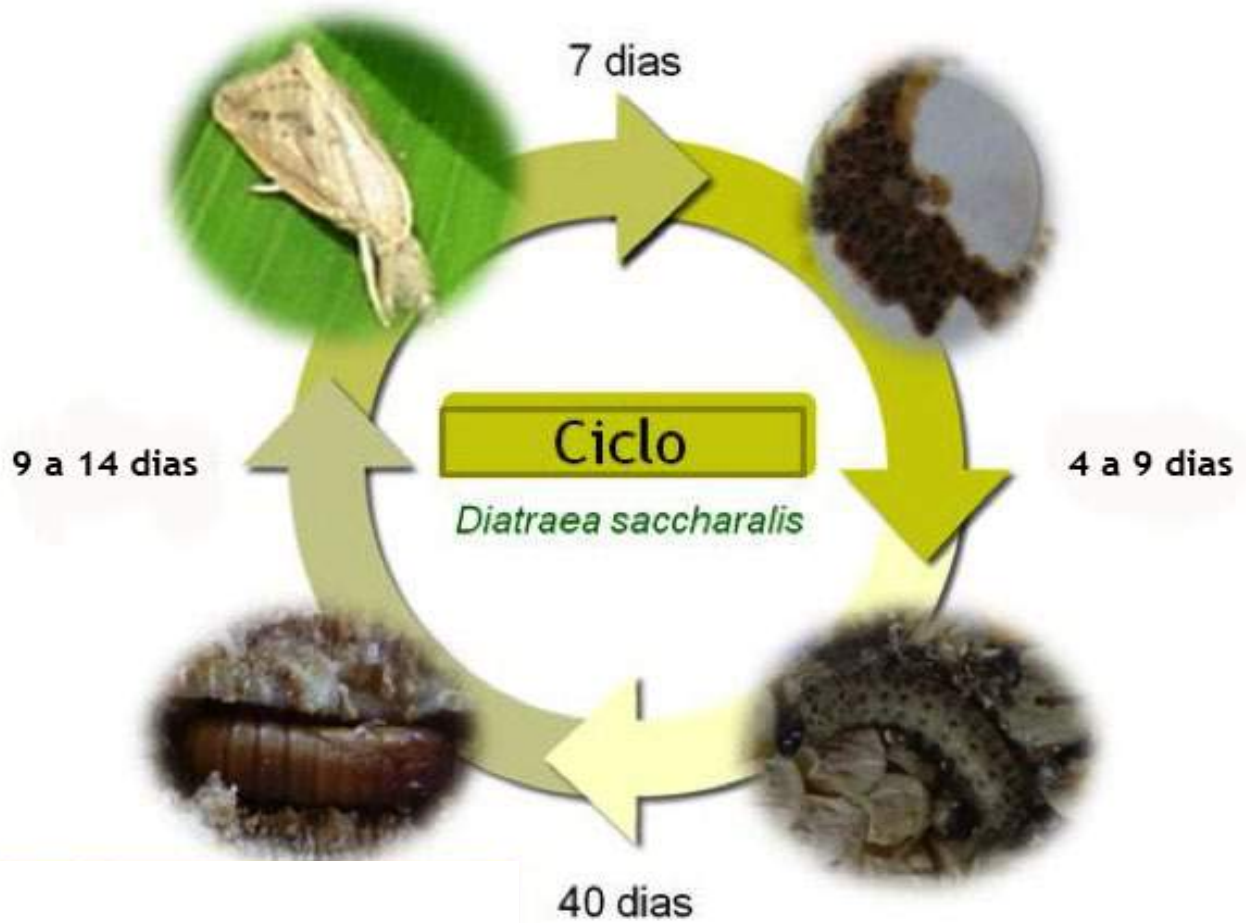 7 dias
9 a 14 dias
Ciclo
4 a 9 dias
Diatraea saccharalis
40 dias